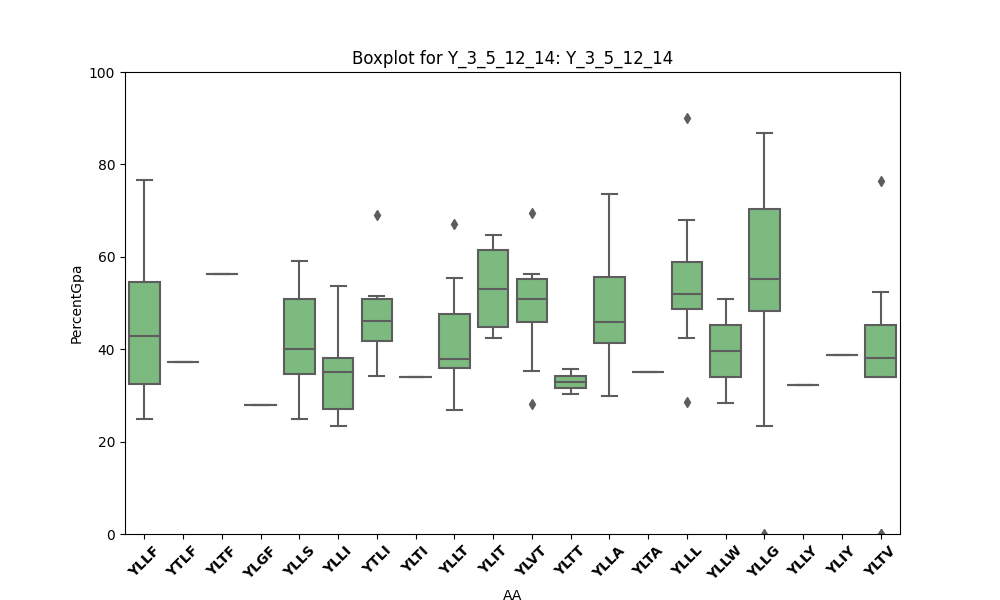 Boxplot for Y_3_5_12_14: Y_3_5_12_14
100
80
60
40
20
0
PercentGpa
YLLF YTLF YLTF YLGF YLLS YLLI YTLI YLTI YLLT YLIT YLVT YLTT YLLA YLTA YLLL YLLW YLLG YLLY YLIY YLTV
AA